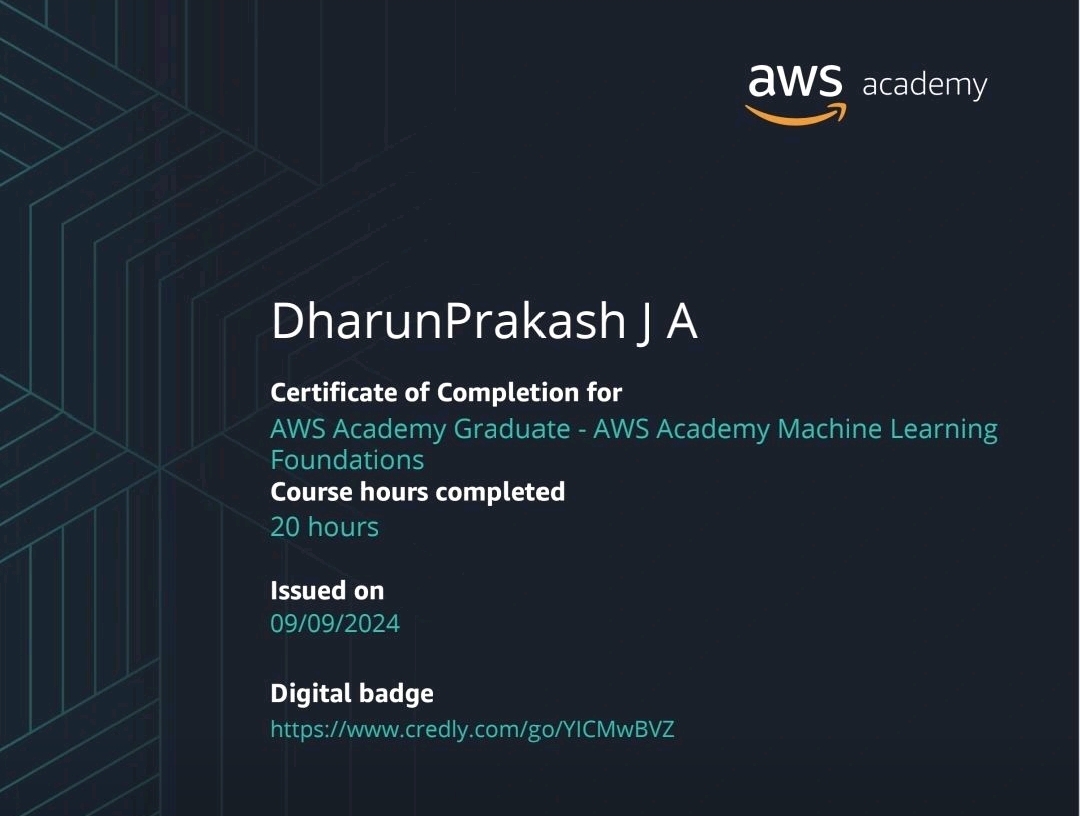 aws academy
DharunPrakash J A
Certificate of Completion for
AWS Academy Graduate - AWS Academy Machine Learning
Foundations
Course hours completed
20 hours
Issued on
09/09/2024
Digital badge
https://www.credly.com/go/YICMwBVZ